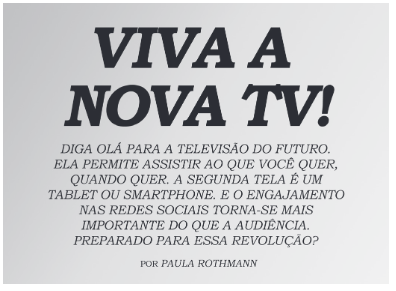 VIVA A
NOVA TV!
DIGA OLÁ PARA A TELEVISÃO DO FUTURO.
ELA PERMITE ASSISTIR AO QUE VOCÊ QUER,
QUANDO QUER. A SEGUNDA TELA É UM
TABLET OU SMARTPHONE. E O ENGAJAMENTO
NAS REDES SOCIAIS TORNA-SE MAIS
IMPORTANTE DO QUE A AUDIÊNCIA.
PREPARADO PARA ESSA REVOLUÇÃO?
POR PAULA ROTHMANN